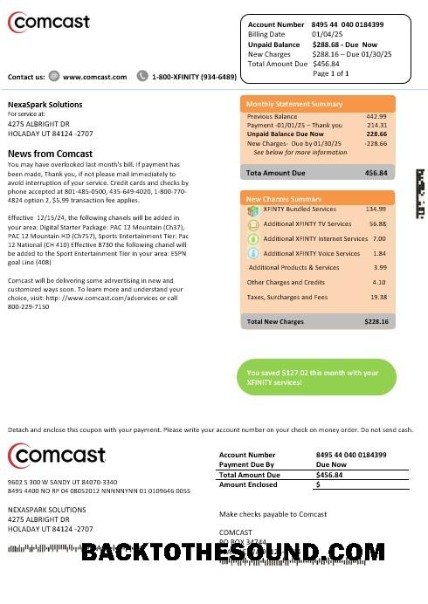 comcast
Account Number 8495 44 040 0184399
Billing Date 01/04/25
Unpaid Balance $288.68 - Due Now
New Charges $289.16 – Due 01/30/25
Total Amount Due $456.84
Page 1 of 1
Contact us: @ www.comcast.com 1-800-XFINITY (934-6489)
NexaSpark Solutions
For service at:
4275 ALBRIGHT DR
HOLADAY UT 84124 -2707
News from Comcast
You may have overlooked last month's bill. If payment has
been made, Thank you, if not please mail immediately to
avoid interruption of your service. Credit cards and checks by
phone accepted at 801-485-0500, 435-649-4020, 1-800-770-
4824 option 2, $5.99 transaction fee applies.
Effective 12/15/24, the following chanels will be added in
your area: Digital Starter Package: PAC 12 Mountain (Ch37),
PAC 12 Mountain HD (Ch757), Sports Entertainment Tier: Pac
12 National (CH 410) Effective 8730 the following chanel will
be added to the Sport Entertainment Tier in your area: ESPN
goal Line (408)
Comcast will be delivering some advertising in new and
customized ways soon. To learn more and understand your
choice, visit: http: //www.comcast.com/adservices or call
800-229-7150
Monthly Statement Summary
Previous Balance 442.99
Payment -01/01/25 – Thank you 214.31
Unpaid Balance Due Now 228.66
New Charges- Due by 01/30/25 -228.66
See below for more information
Tota Amount Due 456.84
New Charges Summary
XFINITY Bundled Services 134.99
Additional XFINITY TV Services 56.88
Additional XFINITY Internet Services 7.00
Additional XFINITY Voice Services 1.84
Additional Products & Services 3.99
Other Charges and Credits 4.10
Taxes, Surcharges and Fees 19.38
Total New Charges $228.16
You saved $127.02 this month with your
XFINITY services!
Detach and enclose this coupon with your payment. Please write your account number on your check on money order. Do not send cash.
comcast
9602 S 300 W SANDY UT 84070-3340
8495 4400 NO RP 04 08052012 NNNNNYNN 01 0109646 0055
NEXASPARK SOLUTIONS
4275 ALBRIGHT DR
HOLADAY UT 84124 -2707
Account Number 8495 44 040 0184399
Payment Due By Due Now
Total Amount Due $456.84
Amount Enclosed $
Make checks payable to Comcast
COMCAST
PO BOX 34744
BACKTOTHESOUND.COM